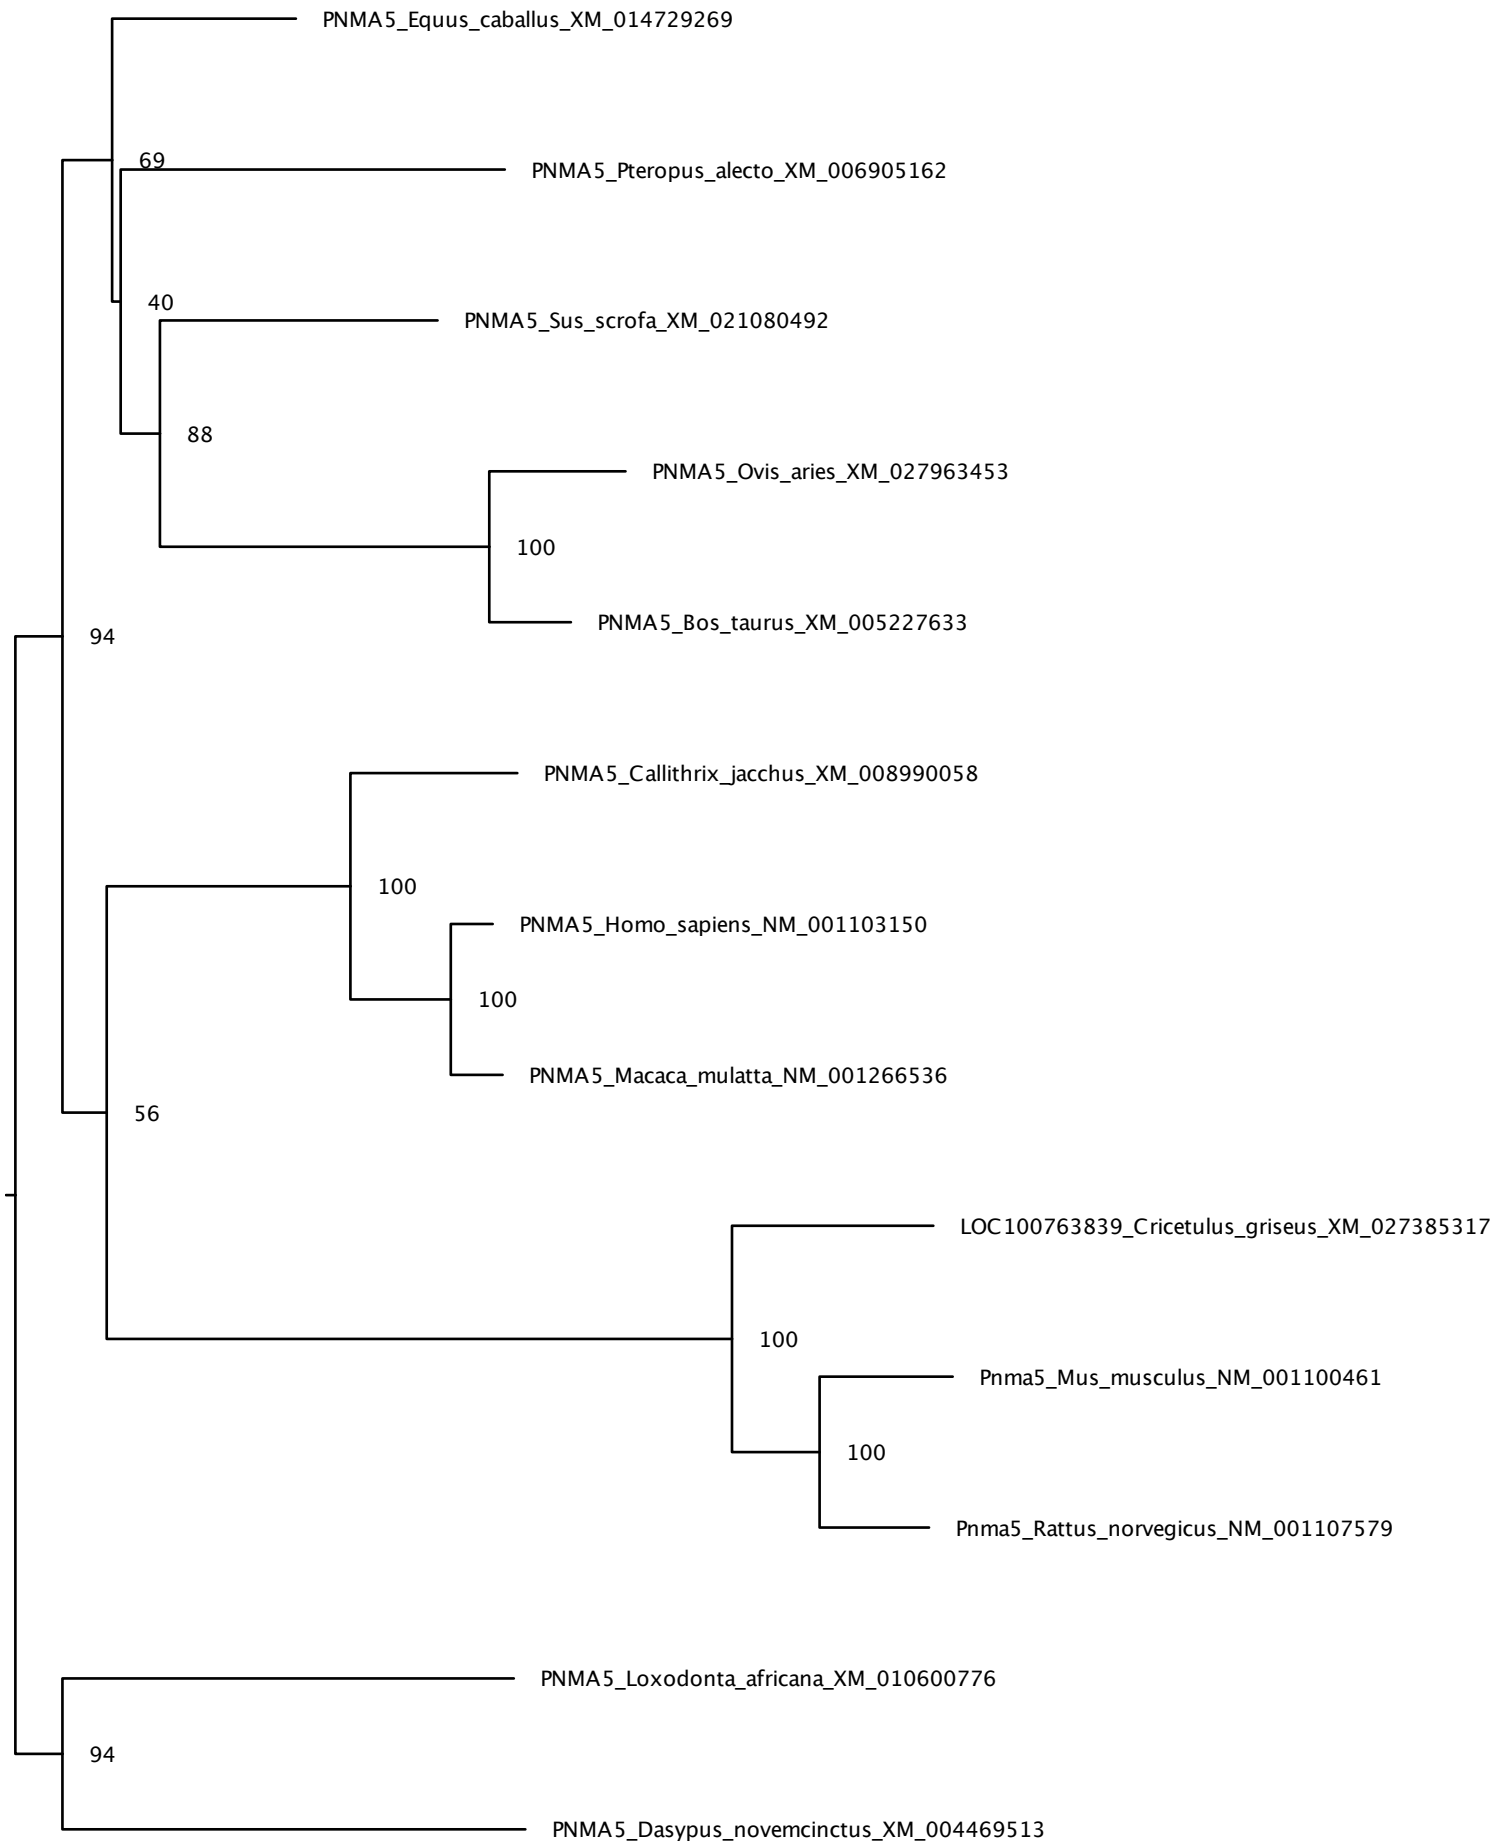 PNMA5_Equus_caballus_XM_014729269
69
PNMA5_Pteropus_alecto_XM_006905162
40
PNMA5_Sus_scrofa_XM_021080492
88
PNMA5_Ovis_aries_XM_027963453
100
PNMA5_Bos_taurus_XM_005227633
94
PNMA5_Callithrix_jacchus_XM_008990058
100
PNMA5_Homo_sapiens_NM_001103150
100
PNMA5_Macaca_mulatta_NM_001266536
56
LOC100763839_Cricetulus_griseus_XM_027385317
100
Pnma5_Mus_musculus_NM_001100461
100
Pnma5_Rattus_norvegicus_NM_001107579
PNMA5_Loxodonta_africana_XM_010600776
94
PNMA5_Dasypus_novemcinctus_XM_004469513